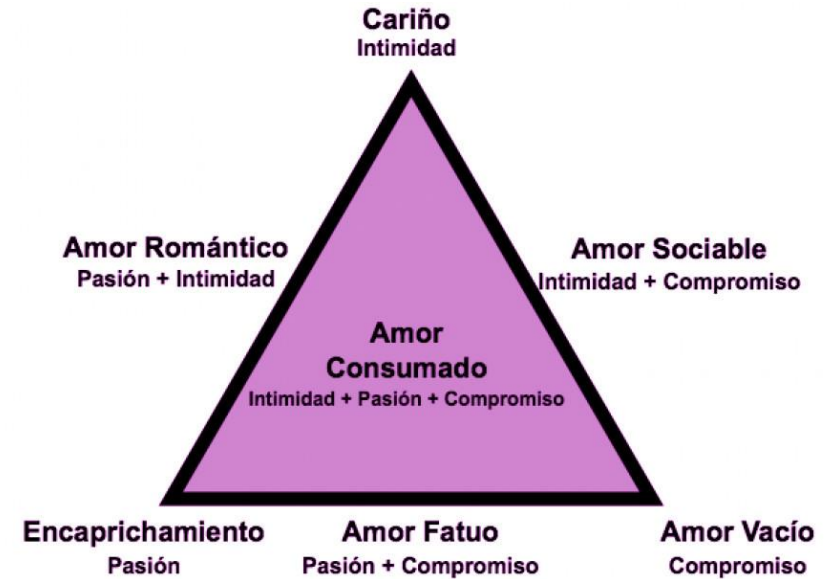 Cariño
Intimidad
Amor Romántico
Pasión + Intimidad
Amor Sociable
Intimidad + Compromiso
Amor
Consumado
Intimidad + Pasión + Compromiso
Encaprichamiento
Pasión
Amor Fatuo
Pasión + Compromiso
Amor Vacío
Compromiso